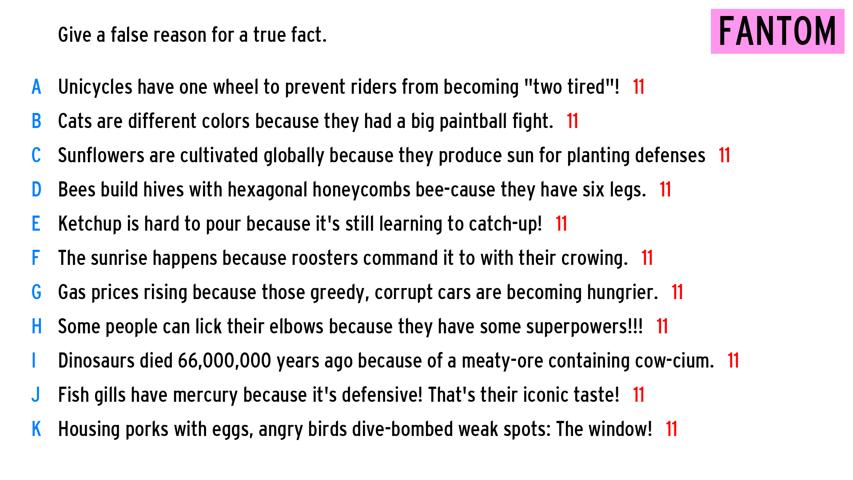 Give a false reason for a true fact.
FANTOM
A Unicycles have one wheel to prevent riders from becoming "two tired"! 11
B Cats are different colors because they had a big paintball fight. 11
C Sunflowers are cultivated globally because they produce sun for planting defenses 11
D Bees build hives with hexagonal honeycombs bee-cause they have six legs. 11
E Ketchup is hard to pour because it's still learning to catch-up! 11
F The sunrise happens because roosters command it to with their crowing. 11
G Gas prices rising because those greedy, corrupt cars are becoming hungrier. 11
H Some people can lick their elbows because they have some superpowers!!! 11
I Dinosaurs died 66,000,000 years ago because of a meaty-ore containing cow-cium. 11
J Fish gills have mercury because it's defensive! That's their iconic taste! 11
K Housing porks with eggs, angry birds dive-bombed weak spots: The window! 11